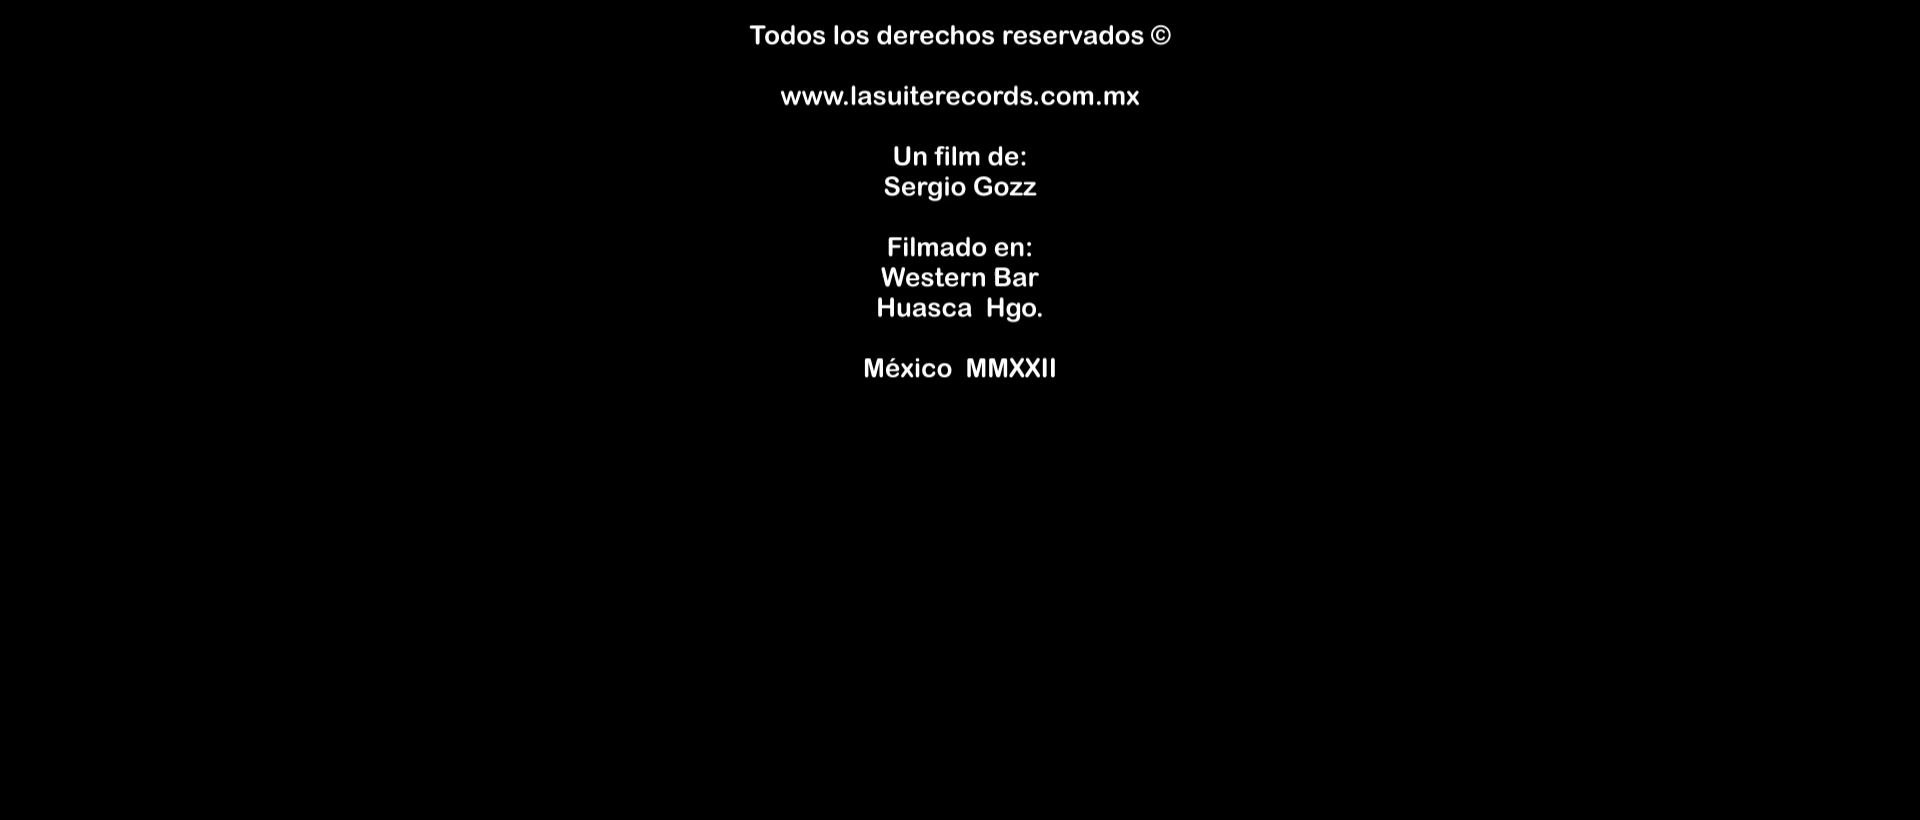 Todos los derechos reservados ©
www.lasuiterecords.com.mx
Un film de:
Sergio Gozz
Filmado en:
Western Bar
Huasca  Hgo.
México  MMXXII